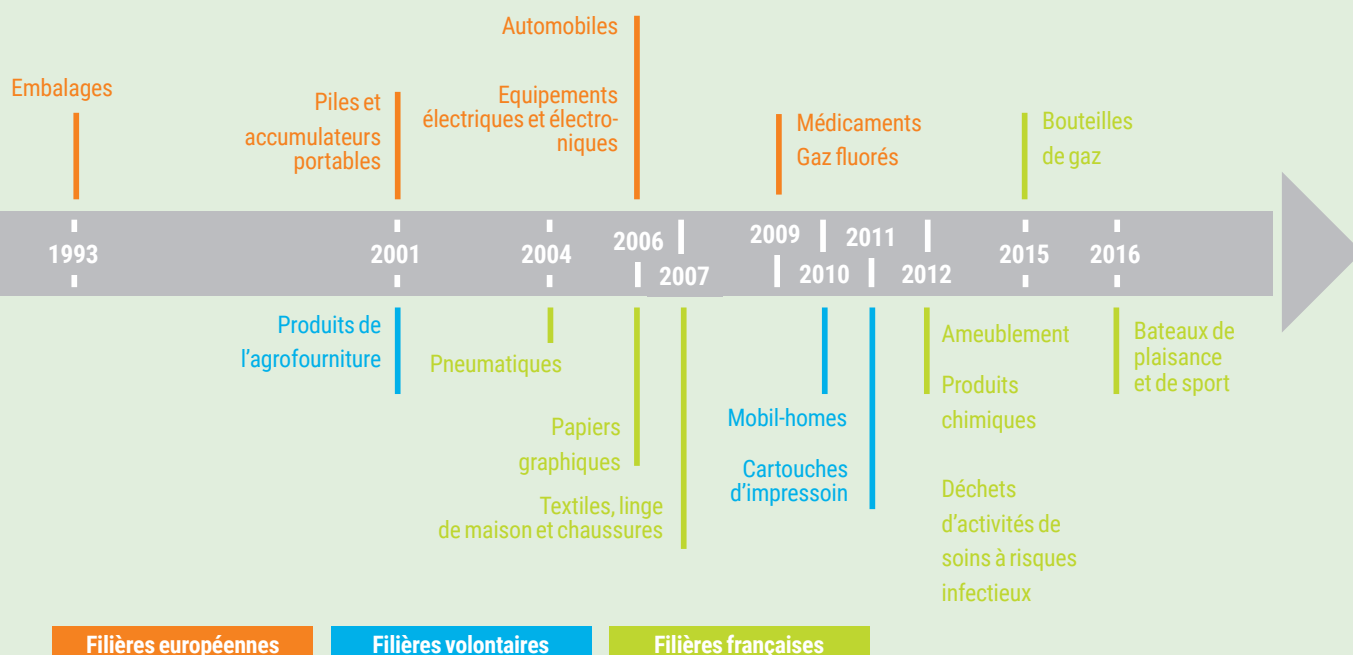 Automobiles
Embalages
Piles et
accumulateurs
portables
Equipements
électriques et électro-
niques
Médicaments
Gaz fluorés
Bouteilles
de gaz
1993
2001
2004
2006
2007
2009
2010
2011
2012
2015
2016
Produits de
l'agrofourniture
Pneumatiques
Papiers
graphiques
Textiles, linge
de maison et chaussures
Mobil-homes
Cartouches
d'impressoin
Ameublement
Produits
chimiques
Déchets
d'activités de
soins à risques
infectieux
Bateaux de
plaisance
et de sport
Filières européennes
Filières volontaires
Filières françaises